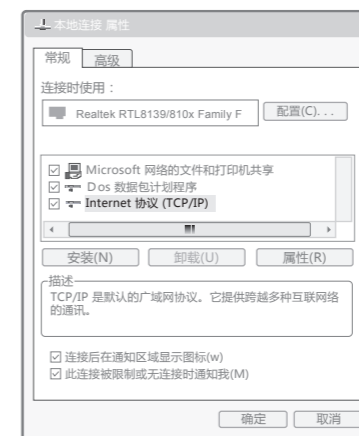 本地连接 属性
常规 高级
连接时使用：
Realtek RTL8139/810x Family F 配置(C). . .
Microsoft 网络的文件和打印机共享
Dos 数据包计划程序
Internet 协议 (TCP/IP)
安装(N) 卸载(U) 属性(R)
描述
TCP/IP 是默认的广域网协议。它提供跨越多种互联网络
的通讯。
连接后在通知区域显示图标(w)
此连接被限制或无连接时通知我(M)
确定 取消